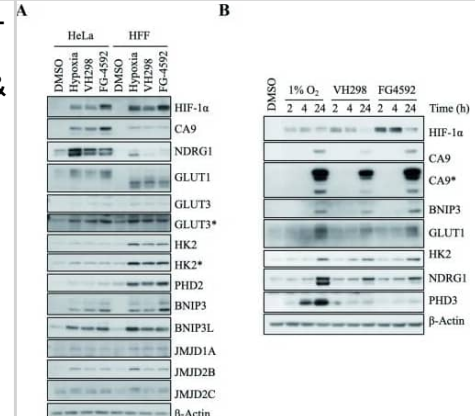 A
HeLa HFF
DMSO Hypoxia VH298 FG-4592 DMSO Hypoxia VH298 FG-4592
HIF-1α
CA9
NDRG1
GLUT1
GLUT3
GLUT3*
HK2
HK2*
PHD2
BNIP3
BNIP3L
JMJD1A
JMJD2B
JMJD2C
β-Actin
B
DMSO 1% O₂ VH298 FG4592
2 4 24 2 4 24 2 4 24 Time (h)
HIF-1α
CA9
CA9*
BNIP3
GLUT1
HK2
NDRG1
PHD3
β-Actin
&